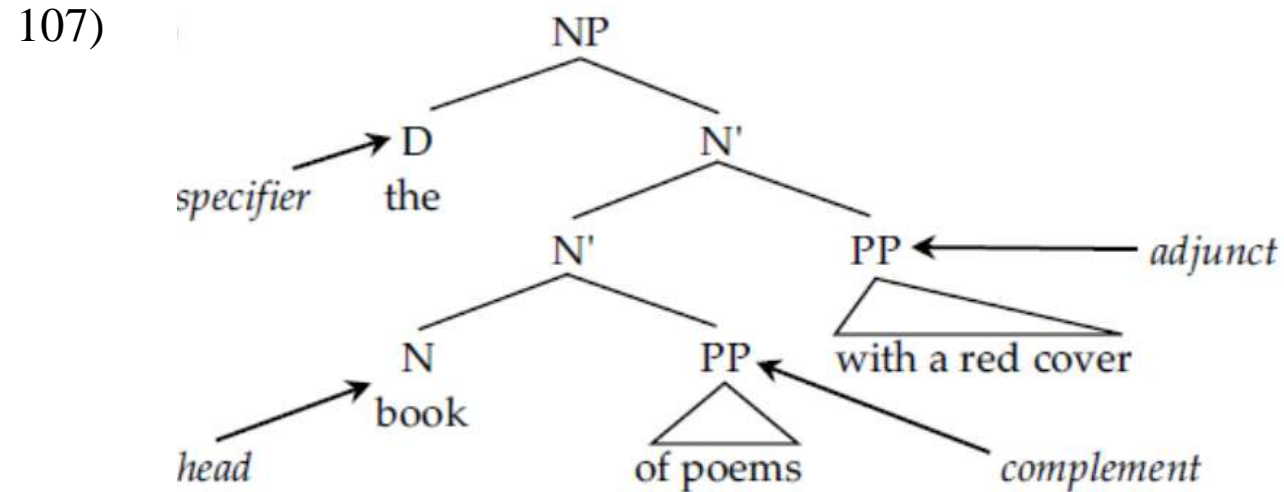 107)
NP
D N'
specifier the
N' PP adjunct
N PP with a red cover
book
head of poems complement